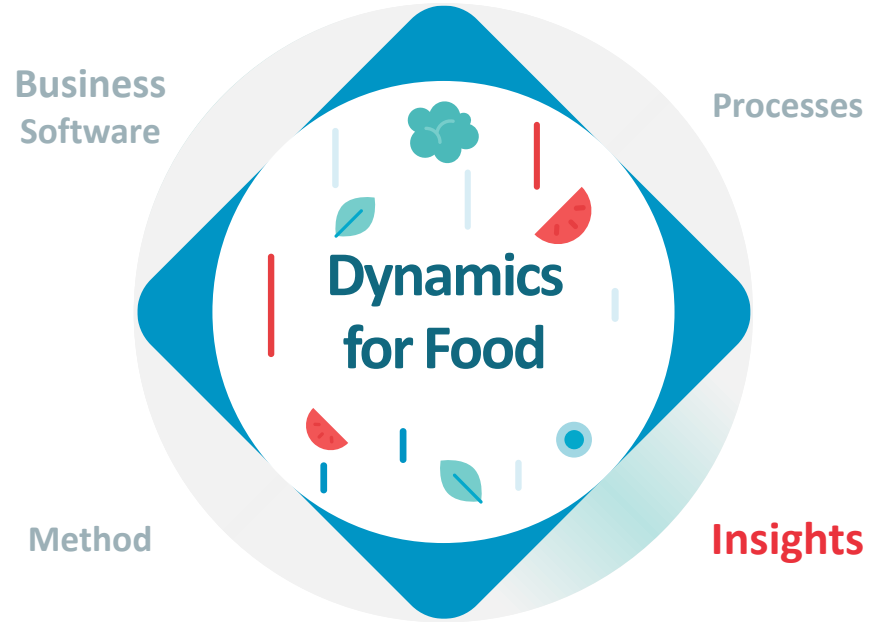 Business
Software
Processes
Dynamics
for Food
Method
Insights